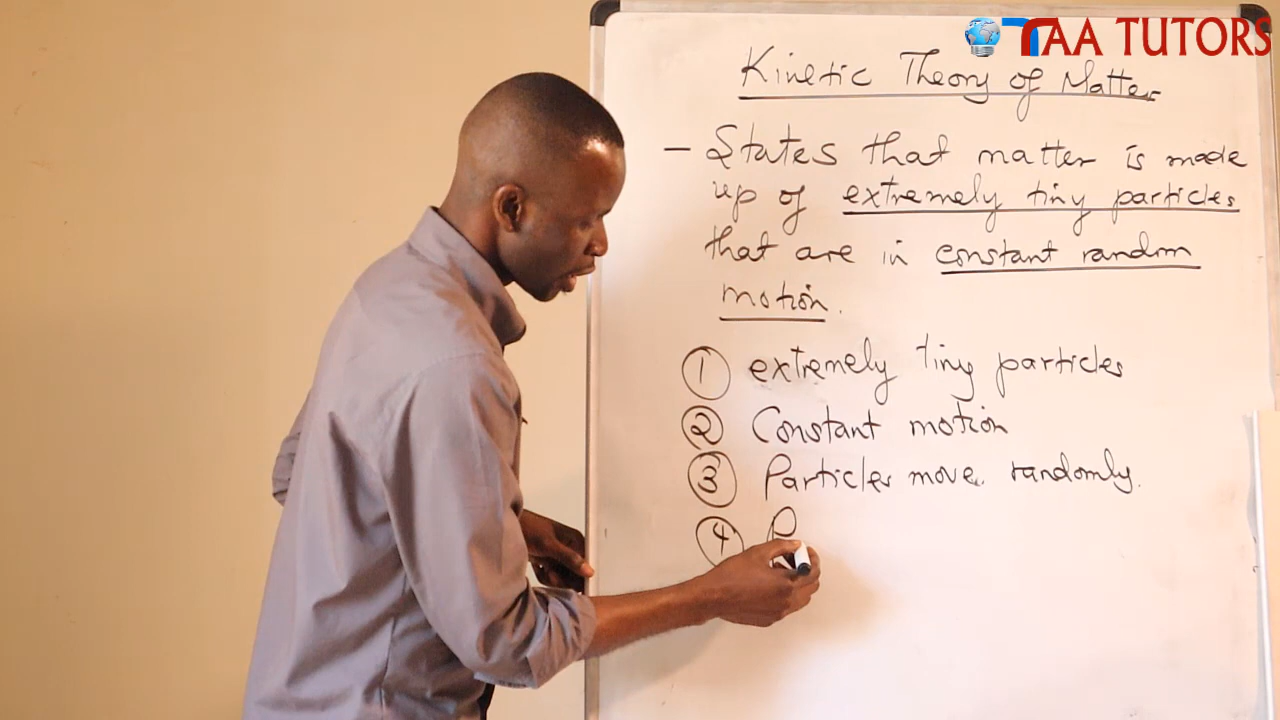 TAA TUTORS
Kinetic Theory of Matter
- States that matter is made
up of extremely tiny particles
that are in constant random
motion.
1 extremely tiny particles
2 Constant motion
3 Particles move randomly.
4 P